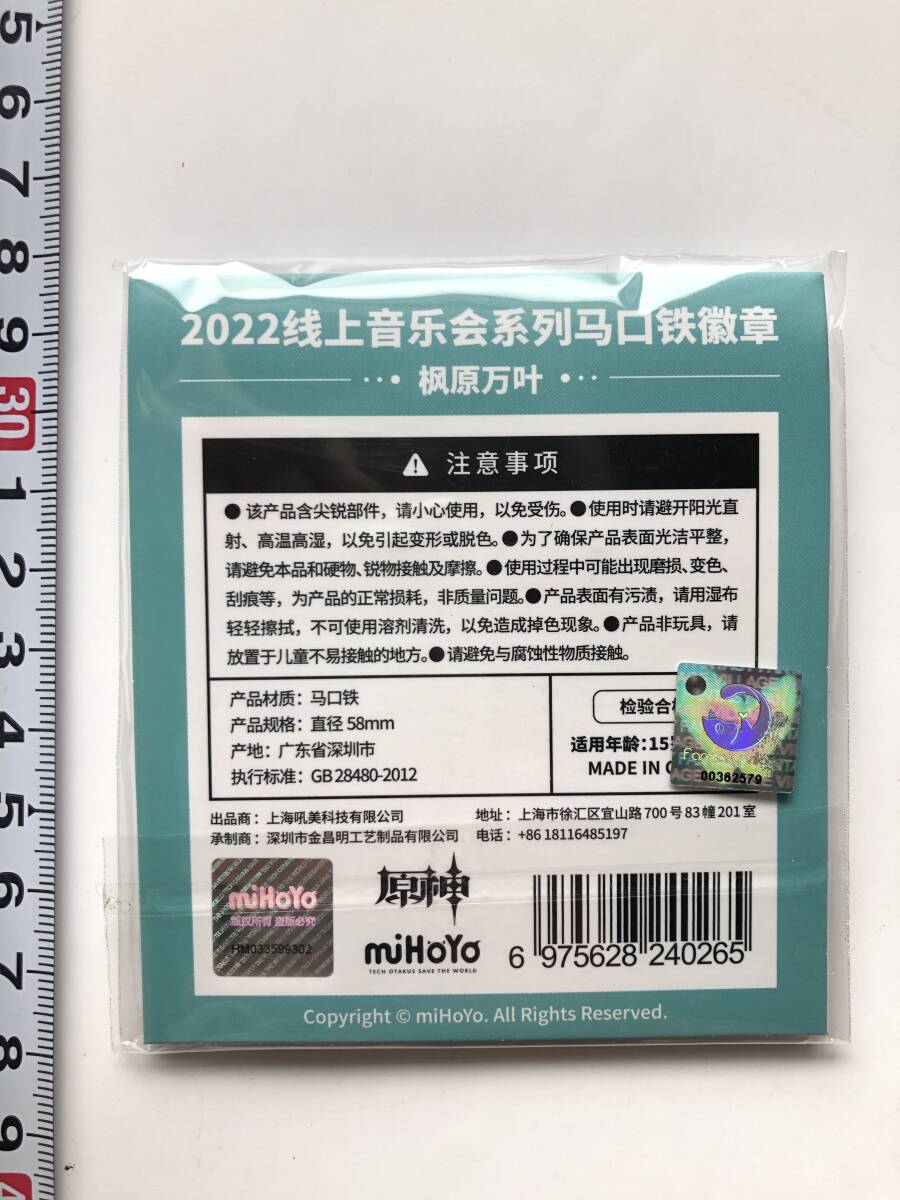 5
6
7
8
9
30
1
2
3
4
5
6
7
8
9
2022线上音乐会系列马口铁徽章
枫原万叶
注意事项
●该产品含尖锐部件，请小心使用，以免受伤。●使用时请避开阳光直
射、高温高湿，以免引起变形或脱色。●为了确保产品表面光洁平整，
请避免本品和硬物、锐物接触及摩擦。●使用过程中可能出现磨损、变色、
刮痕等，为产品的正常损耗，非质量问题。●产品表面有污渍，请用湿布
轻轻擦拭，不可使用溶剂清洗，以免造成掉色现象。●产品非玩具，请
放置于儿童不易接触的地方。●请避免与腐蚀性物质接触。
产品材质：马口铁
产品规格：直径 58mm
产地：广东省深圳市
执行标准：GB 28480-2012
检验合
适用年龄：15
MADE IN
00362579
出品商：上海吼美科技有限公司
地址：上海市徐汇区宜山路 700 号 83 幢 201 室
承制商：深圳市金昌明工艺制品有限公司
电话：+86 18116485197
miHoYo
版权所有 盗版必究
HM033599302
原神
miHoYo
TECH OTAKUS SAVE THE WORLD
6 975628 240265
Copyright © miHoYo. All Rights Reserved.